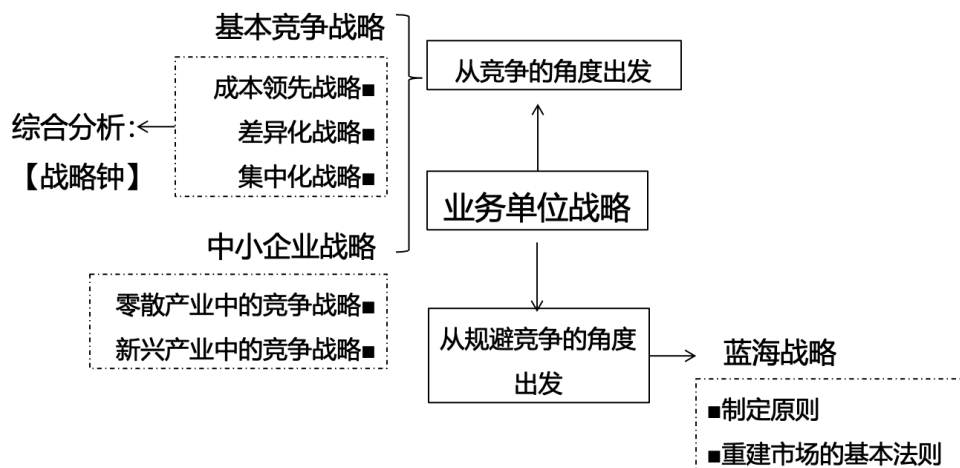 基本竞争战略
从竞争的角度出发
成本领先战略■
差异化战略■
集中化战略■
综合分析：
【战略钟】
业务单位战略
中小企业战略
零散产业中的竞争战略■
新兴产业中的竞争战略■
从规避竞争的角度
出发
蓝海战略
■制定原则
■重建市场的基本法则